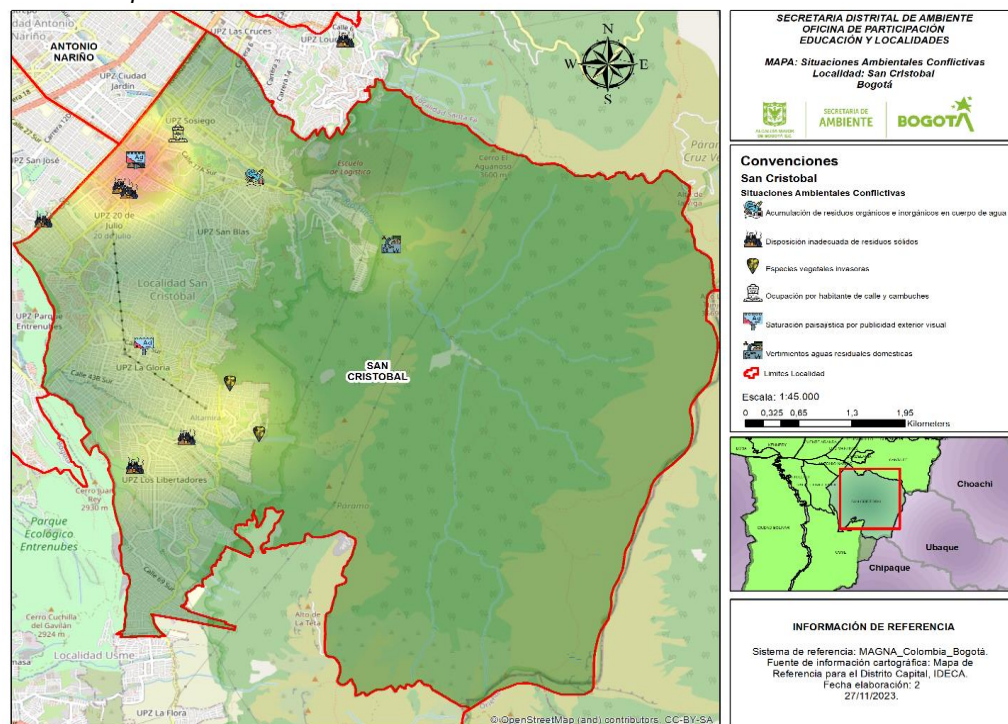 SECRETARIA DISTRITAL DE AMBIENTE
OFICINA DE PARTICIPACIÓN
EDUCACIÓN Y LOCALIDADES
MAPA: Situaciones Ambientales Conflictivas
Localidad: San Cristobal
Bogotá
SECRETARÍA DE
AMBIENTE
BOGOTÁ
Convenciones
San Cristobal
Situaciones Ambientales Conflictivas
Acumulación de residuos orgánicos e inorgánicos en cuerpo de agua
Disposición inadecuada de residuos sólidos
Especies vegetales invasoras
Ocupación por habitante de calle y cambuches
Saturación paisajística por publicidad exterior visual
Vertimientos aguas residuales domesticas
Limites Localidad
Escala: 1:45.000
0 0,325 0,65 1,3 1,95
Kilometers
Choachi
Ubaque
Chipaque
INFORMACIÓN DE REFERENCIA
Sistema de referencia: MAGNA_Colombia_Bogotá.
Fuente de información cartográfica: Mapa de
Referencia para el Distrito Capital, IDECA.
Fecha elaboración: 2
27/11/2023.
N
W E
S
ANTONIO
NARIÑO
UPZ Las Cruces
UPZ Ciudad
Jardín
UPZ Sosiego
Calle 27 Sur
UPZ San José
Escuela
de Logística
Cerro El
Aguanoso
3600 m
Localidad Santa Fe
UPZ 20 de
Julio
20 de Julio
UPZ San Blas
Localidad San
Cristóbal
UPZ Parque
Entrenubes
UPZ La Gloria
Calle 43B Sur
SAN
CRISTOBAL
Altamira
UPZ Los Libertadores
Cerro Juan
Rey
2930 m
Parque
Ecológico
Entrenubes
Páramo
Cerro Cuchilla
del Gavilán
2924 m
Alto de
La Teta
Localidad Usme
UPZ La Flora
© OpenStreetMap (and) contributors, CC-BY-SA